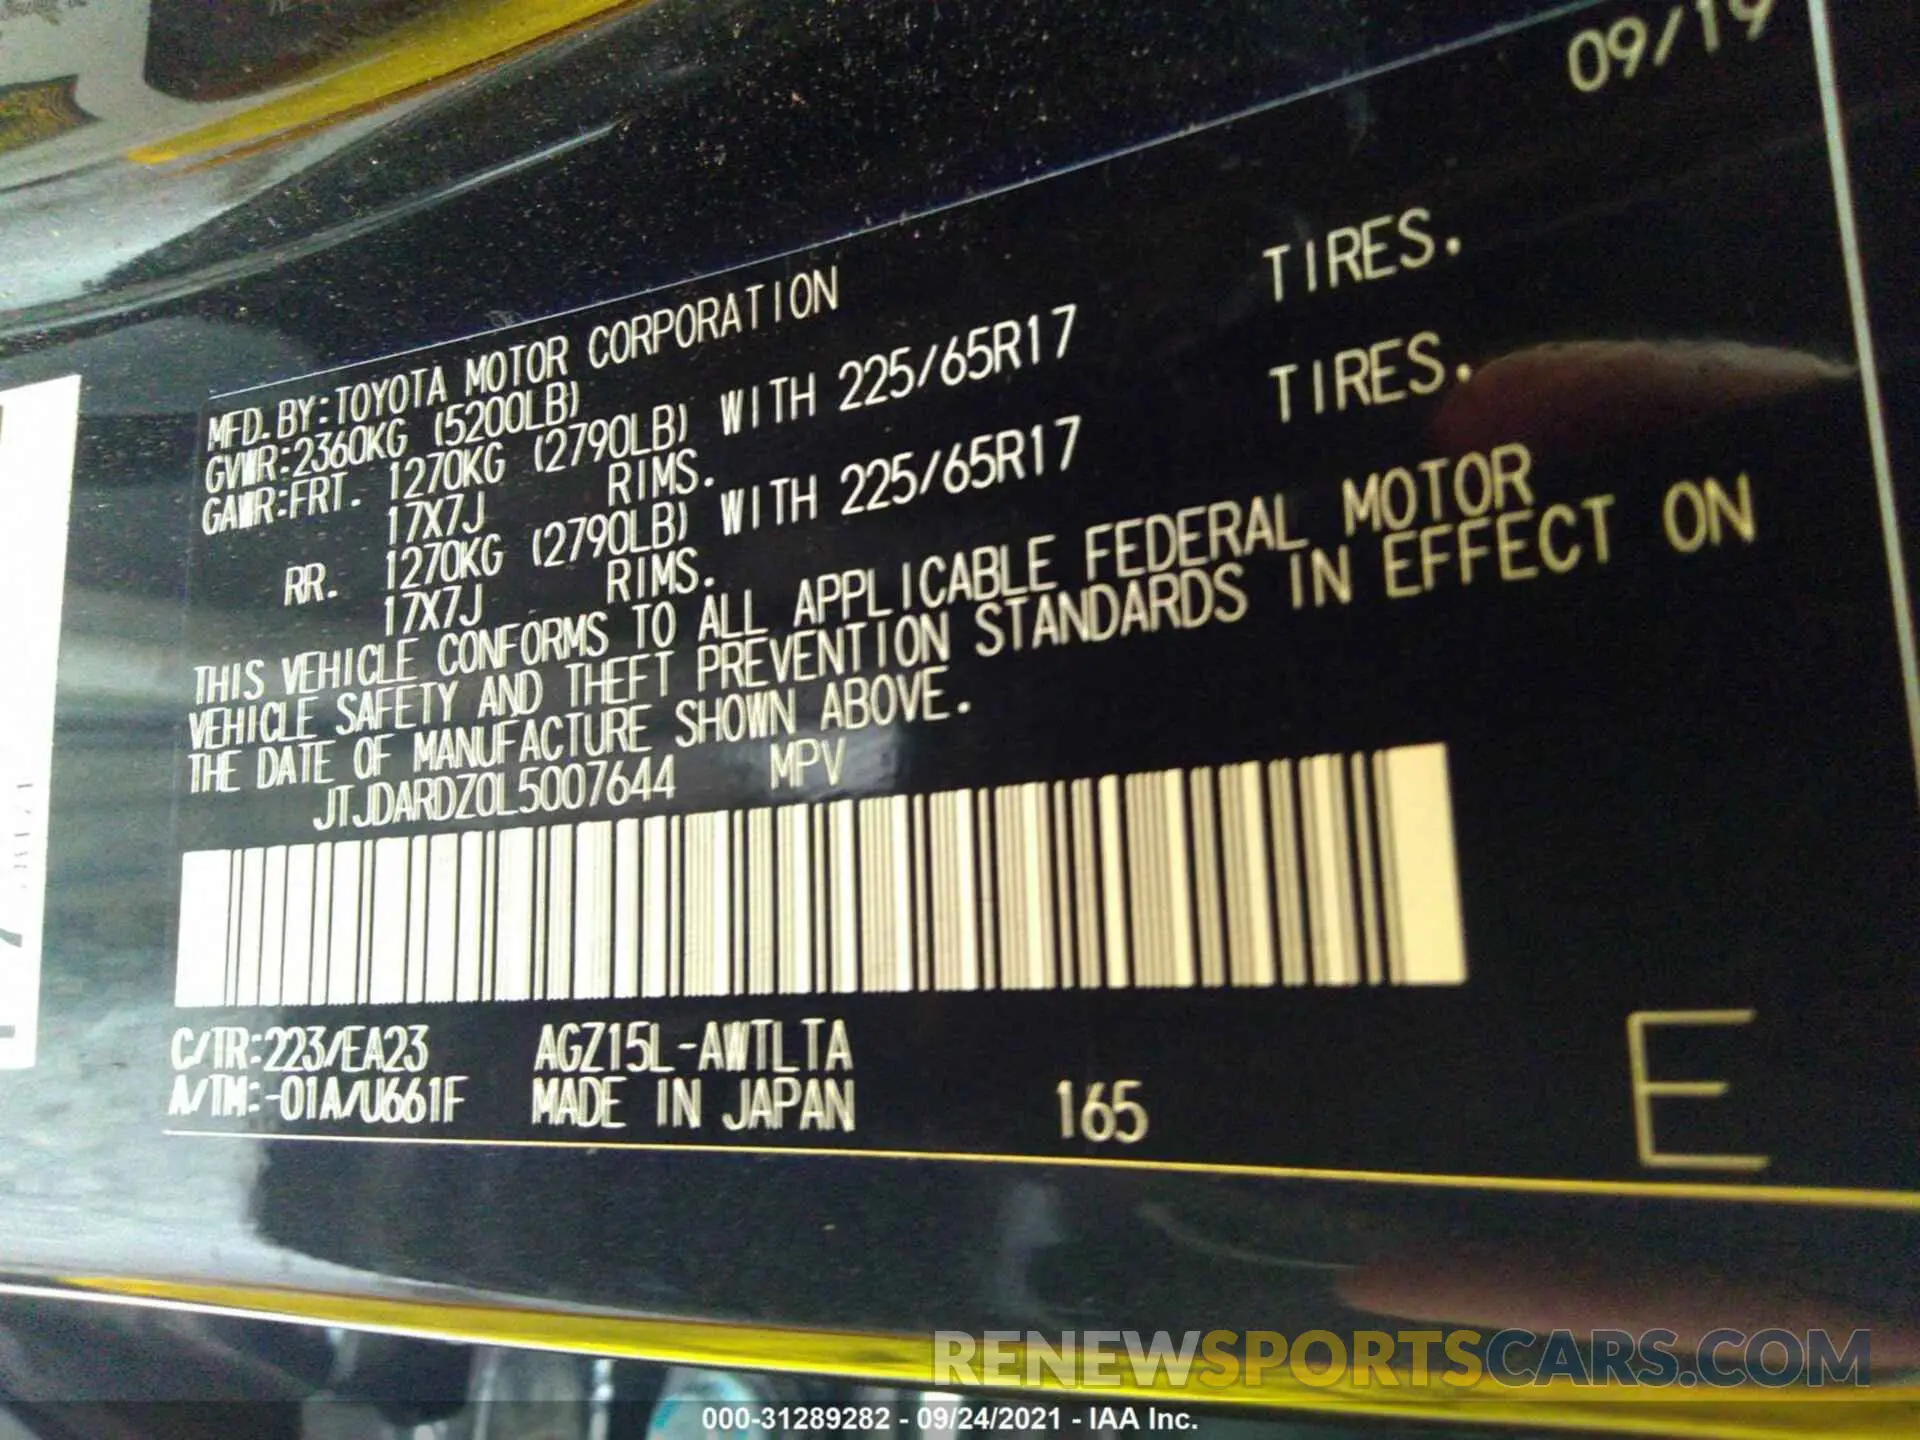 09/19
MFD. BY:TOYOTA MOTOR CORPORATION
GVWR:2360KG (5200LB)
GAWR:FRT. 1270KG (2790LB) WITH 225/65R17 TIRES.
17X7J RIMS.
RR. 1270KG (2790LB) WITH 225/65R17 TIRES.
17X7J RIMS.
THIS VEHICLE CONFORMS TO ALL APPLICABLE FEDERAL MOTOR
VEHICLE SAFETY AND THEFT PREVENTION STANDARDS IN EFFECT ON
THE DATE OF MANUFACTURE SHOWN ABOVE.
JTJDARDZ0L5007644 MPV
C/TR:223/EA23 AGZ15L-AWTLTA
A/TM:-01A/U661F MADE IN JAPAN 165 E
RENEWSPORTSCARS.COM
000-31289282 - 09/24/2021 - IAA Inc.